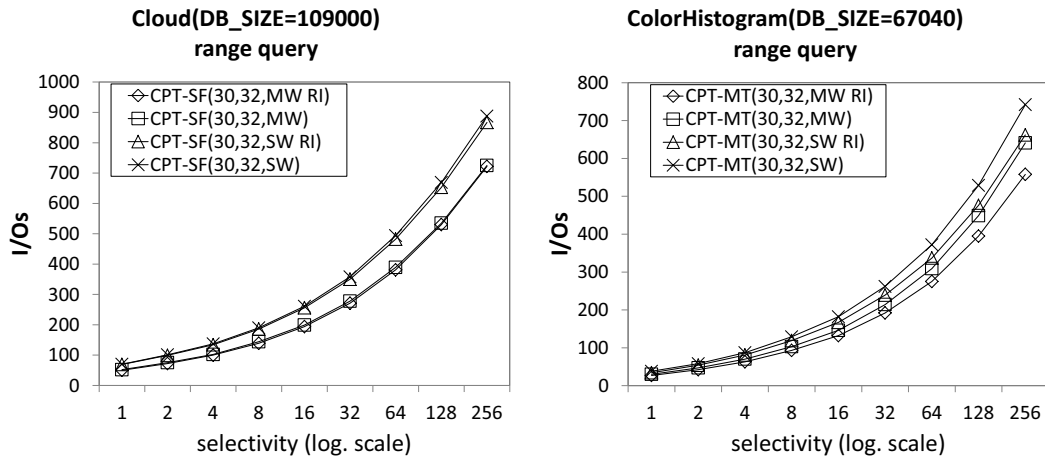 Cloud(DB_SIZE=109000)
range query
I/Os
1000
900
800
700
600
500
400
300
200
100
0
CPT-SF(30,32,MW RI)
CPT-SF(30,32,MW)
CPT-SF(30,32,SW RI)
CPT-SF(30,32,SW)
1 2 4 8 16 32 64 128 256
selectivity (log. scale)
ColorHistogram(DB_SIZE=67040)
range query
I/Os
800
700
600
500
400
300
200
100
0
CPT-MT(30,32,MW RI)
CPT-MT(30,32,MW)
CPT-MT(30,32,SW RI)
CPT-MT(30,32,SW)
1 2 4 8 16 32 64 128 256
selectivity (log. scale)